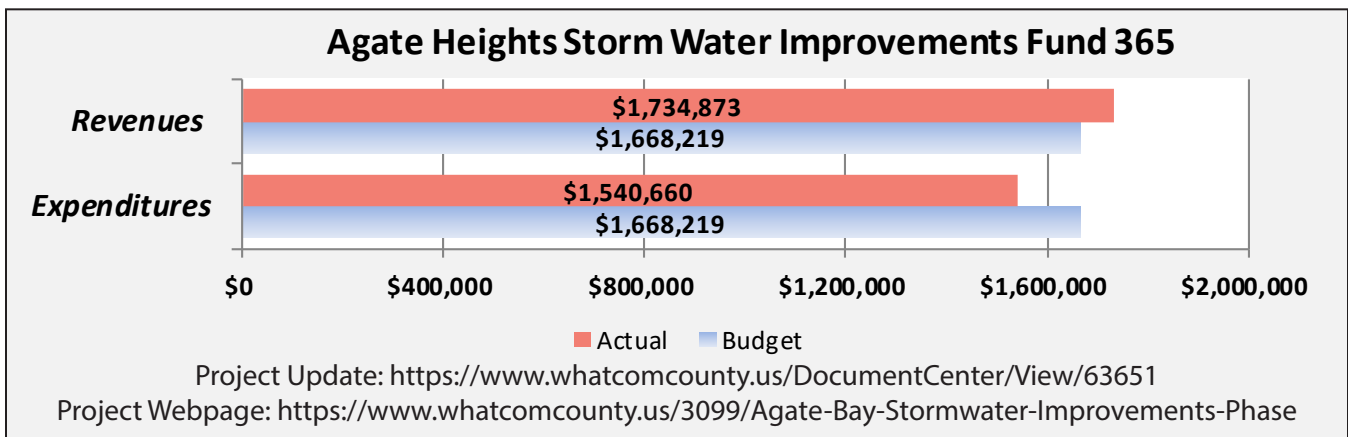 Agate Heights Storm Water Improvements Fund 365
Revenues
$1,734,873
$1,668,219
Expenditures
$1,540,660
$1,668,219
$0 $400,000 $800,000 $1,200,000 $1,600,000 $2,000,000
Actual Budget
Project Update: https://www.whatcomcounty.us/DocumentCenter/View/63651
Project Webpage: https://www.whatcomcounty.us/3099/Agate-Bay-Stormwater-Improvements-Phase